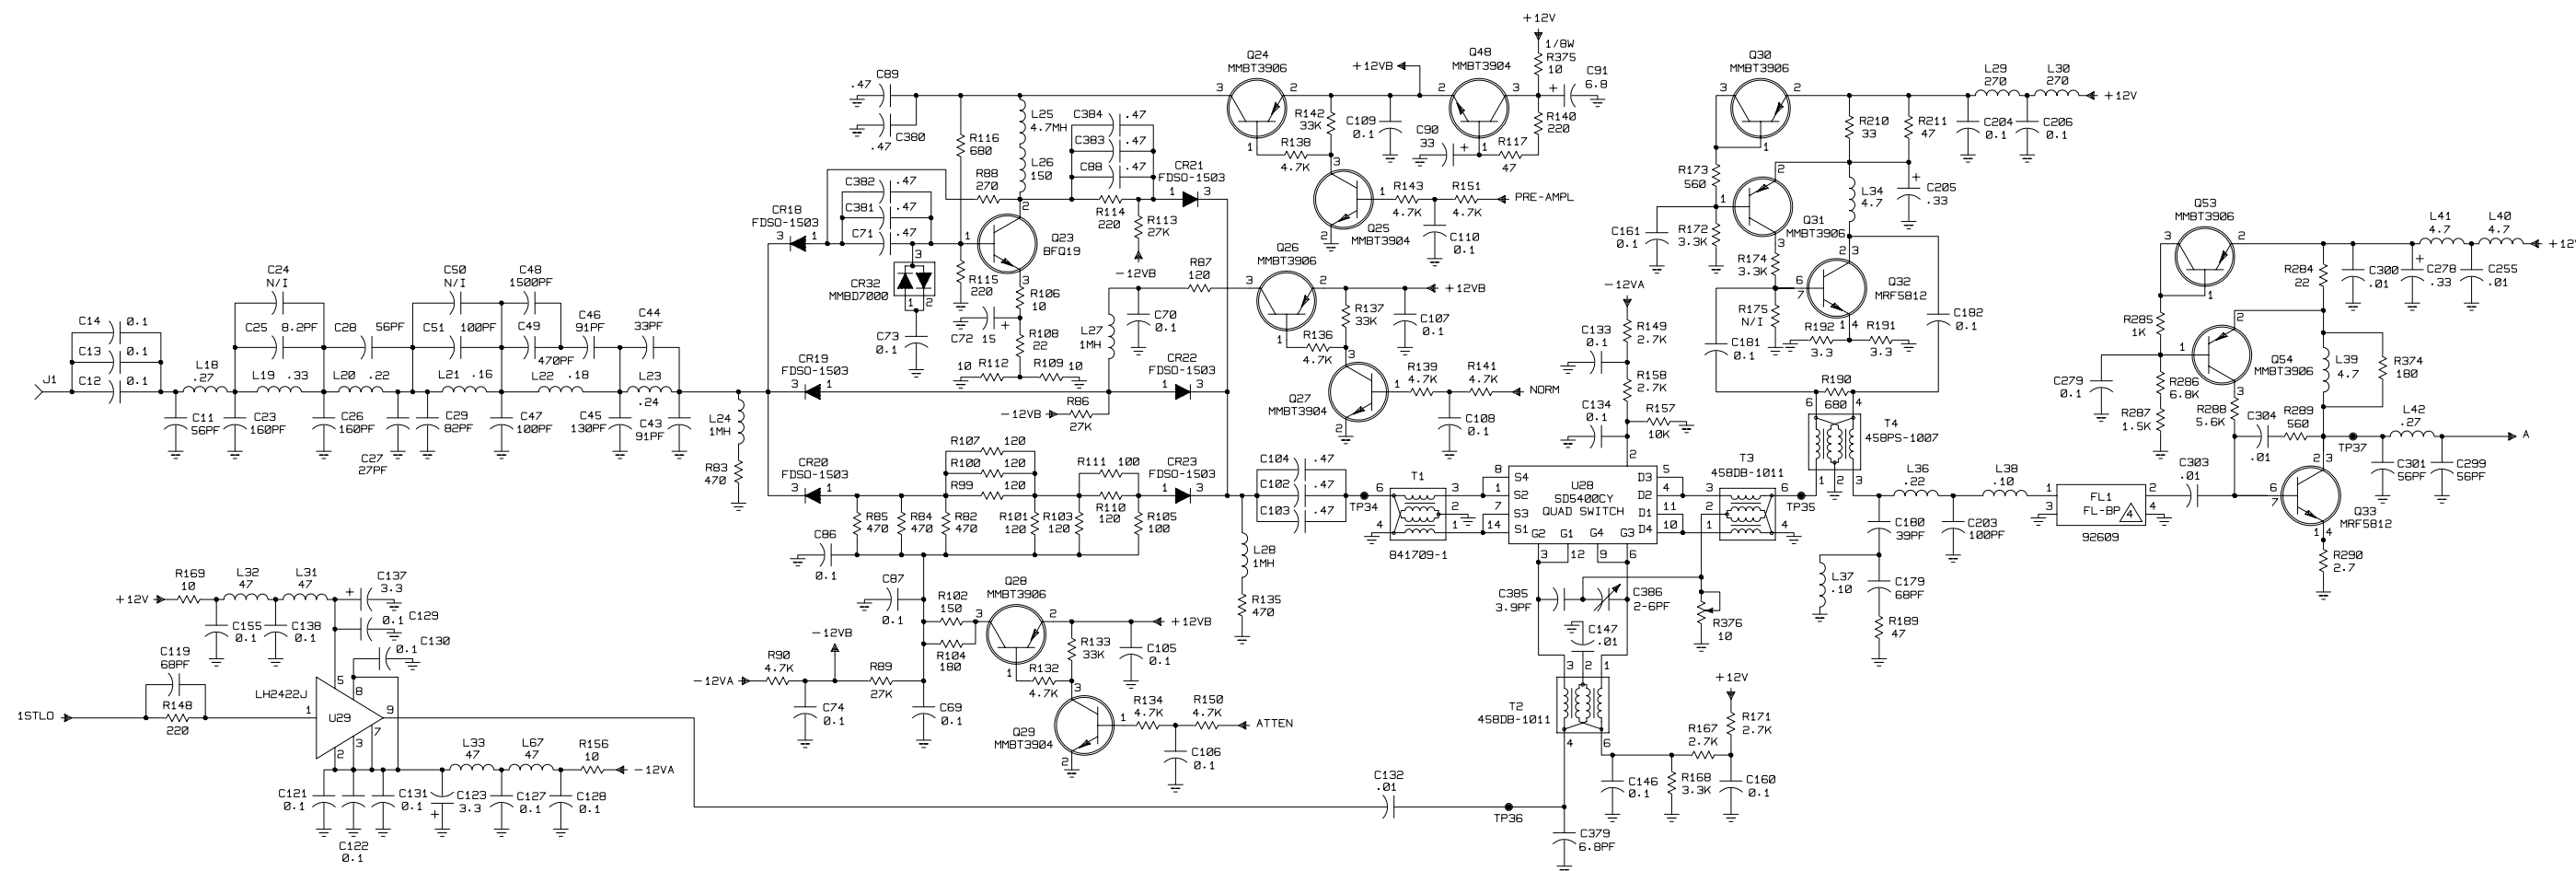 +12V
1/8W
R375
10
C91
6.8
Q24
MMBT3906
+12VB
Q48
MMBT3904
Q30
MMBT3906
L29
270
L30
270
+12V
C89
.47
C380
.47
R116
680
L25
4.7MH
L26
150
C384
.47
C383
.47
C88
.47
R142
33K
C109
0.1
C90
33
R117
47
R140
220
R138
4.7K
R210
33
R211
47
C204
0.1
C206
0.1
CR21
FDSO-1503
R88
270
C382
.47
C381
.47
C71
.47
CR18
FDSO-1503
Q23
BFQ19
R114
220
R113
27K
-12VB
Q25
MMBT3904
R143
4.7K
R151
4.7K
PRE-AMPL
C110
0.1
R173
560
Q31
MMBT3906
L34
4.7
C205
.33
C161
0.1
R172
3.3K
R174
3.3K
Q32
MRF5812
R175
N/I
R192
3.3
R191
3.3
C181
0.1
C182
0.1
Q53
MMBT3906
L41
4.7
L40
4.7
+12V
R284
22
C300
.01
C278
.33
C255
.01
R285
1K
Q54
MMBT3906
L39
4.7
R374
180
C279
0.1
R286
6.8K
R287
1.5K
R288
5.6K
C304
.01
R289
560
TP37
L42
.27
A
C301
56PF
C299
56PF
CR32
MMBD7000
R115
220
R106
10
C72
15
R108
22
C73
0.1
10
R112
R109
10
Q26
MMBT3906
R87
120
L27
1MH
C70
0.1
R137
33K
C107
0.1
+12VB
R136
4.7K
Q27
MMBT3904
R139
4.7K
R141
4.7K
NORM
C108
0.1
-12VA
C133
0.1
R149
2.7K
R158
2.7K
C134
0.1
R157
10K
C24
N/I
C50
N/I
C48
1500PF
C25
8.2PF
C28
56PF
C51
100PF
C49
470PF
C46
91PF
C44
33PF
C14
0.1
C13
0.1
C12
0.1
J1
L18
.27
L19
.33
L20
.22
L21
.16
L22
.18
L23
.24
C11
56PF
C23
160PF
C26
160PF
C27
27PF
C29
82PF
C47
100PF
C45
130PF
C43
91PF
L24
1MH
R83
470
CR19
FDSO-1503
CR22
FDSO-1503
-12VB
R86
27K
CR20
FDSO-1503
R107
120
R100
120
R99
120
R111
100
R110
120
CR23
FDSO-1503
R85
470
R84
470
R82
470
R101
120
R103
120
R105
100
C86
0.1
C104
.47
C102
.47
C103
.47
TP34
T1
841709-1
L28
1MH
R135
470
S4
S2
S3
S1
U28
SD5400CY
QUAD SWITCH
D3
D2
D1
D4
G2
G1
G4
G3
T3
458DB-1011
TP35
R190
680
T4
458PS-1007
L36
.22
L38
.10
FL1
FL-BP
4
92609
C303
.01
Q33
MRF5812
R290
2.7
C180
39PF
C203
100PF
L37
.10
C179
68PF
R189
47
C385
3.9PF
C386
2-6PF
R376
10
C147
.01
T2
458DB-1011
+12V
R171
2.7K
R167
2.7K
C146
0.1
R168
3.3K
C160
0.1
R169
10
L32
47
L31
47
C137
3.3
C129
0.1
C130
0.1
+12V
C155
0.1
C138
0.1
C119
68PF
R148
220
1STLO
LH2422J
U29
L33
47
L67
47
R156
10
-12VA
C121
0.1
C122
0.1
C131
0.1
C123
3.3
C127
0.1
C128
0.1
C87
0.1
R102
150
R104
180
Q28
MMBT3906
+12VB
R133
33K
C105
0.1
R132
4.7K
Q29
MMBT3904
R134
4.7K
R150
4.7K
ATTEN
C106
0.1
-12VB
-12VA
R90
4.7K
R89
27K
C74
0.1
C69
0.1
C132
.01
TP36
C379
6.8PF